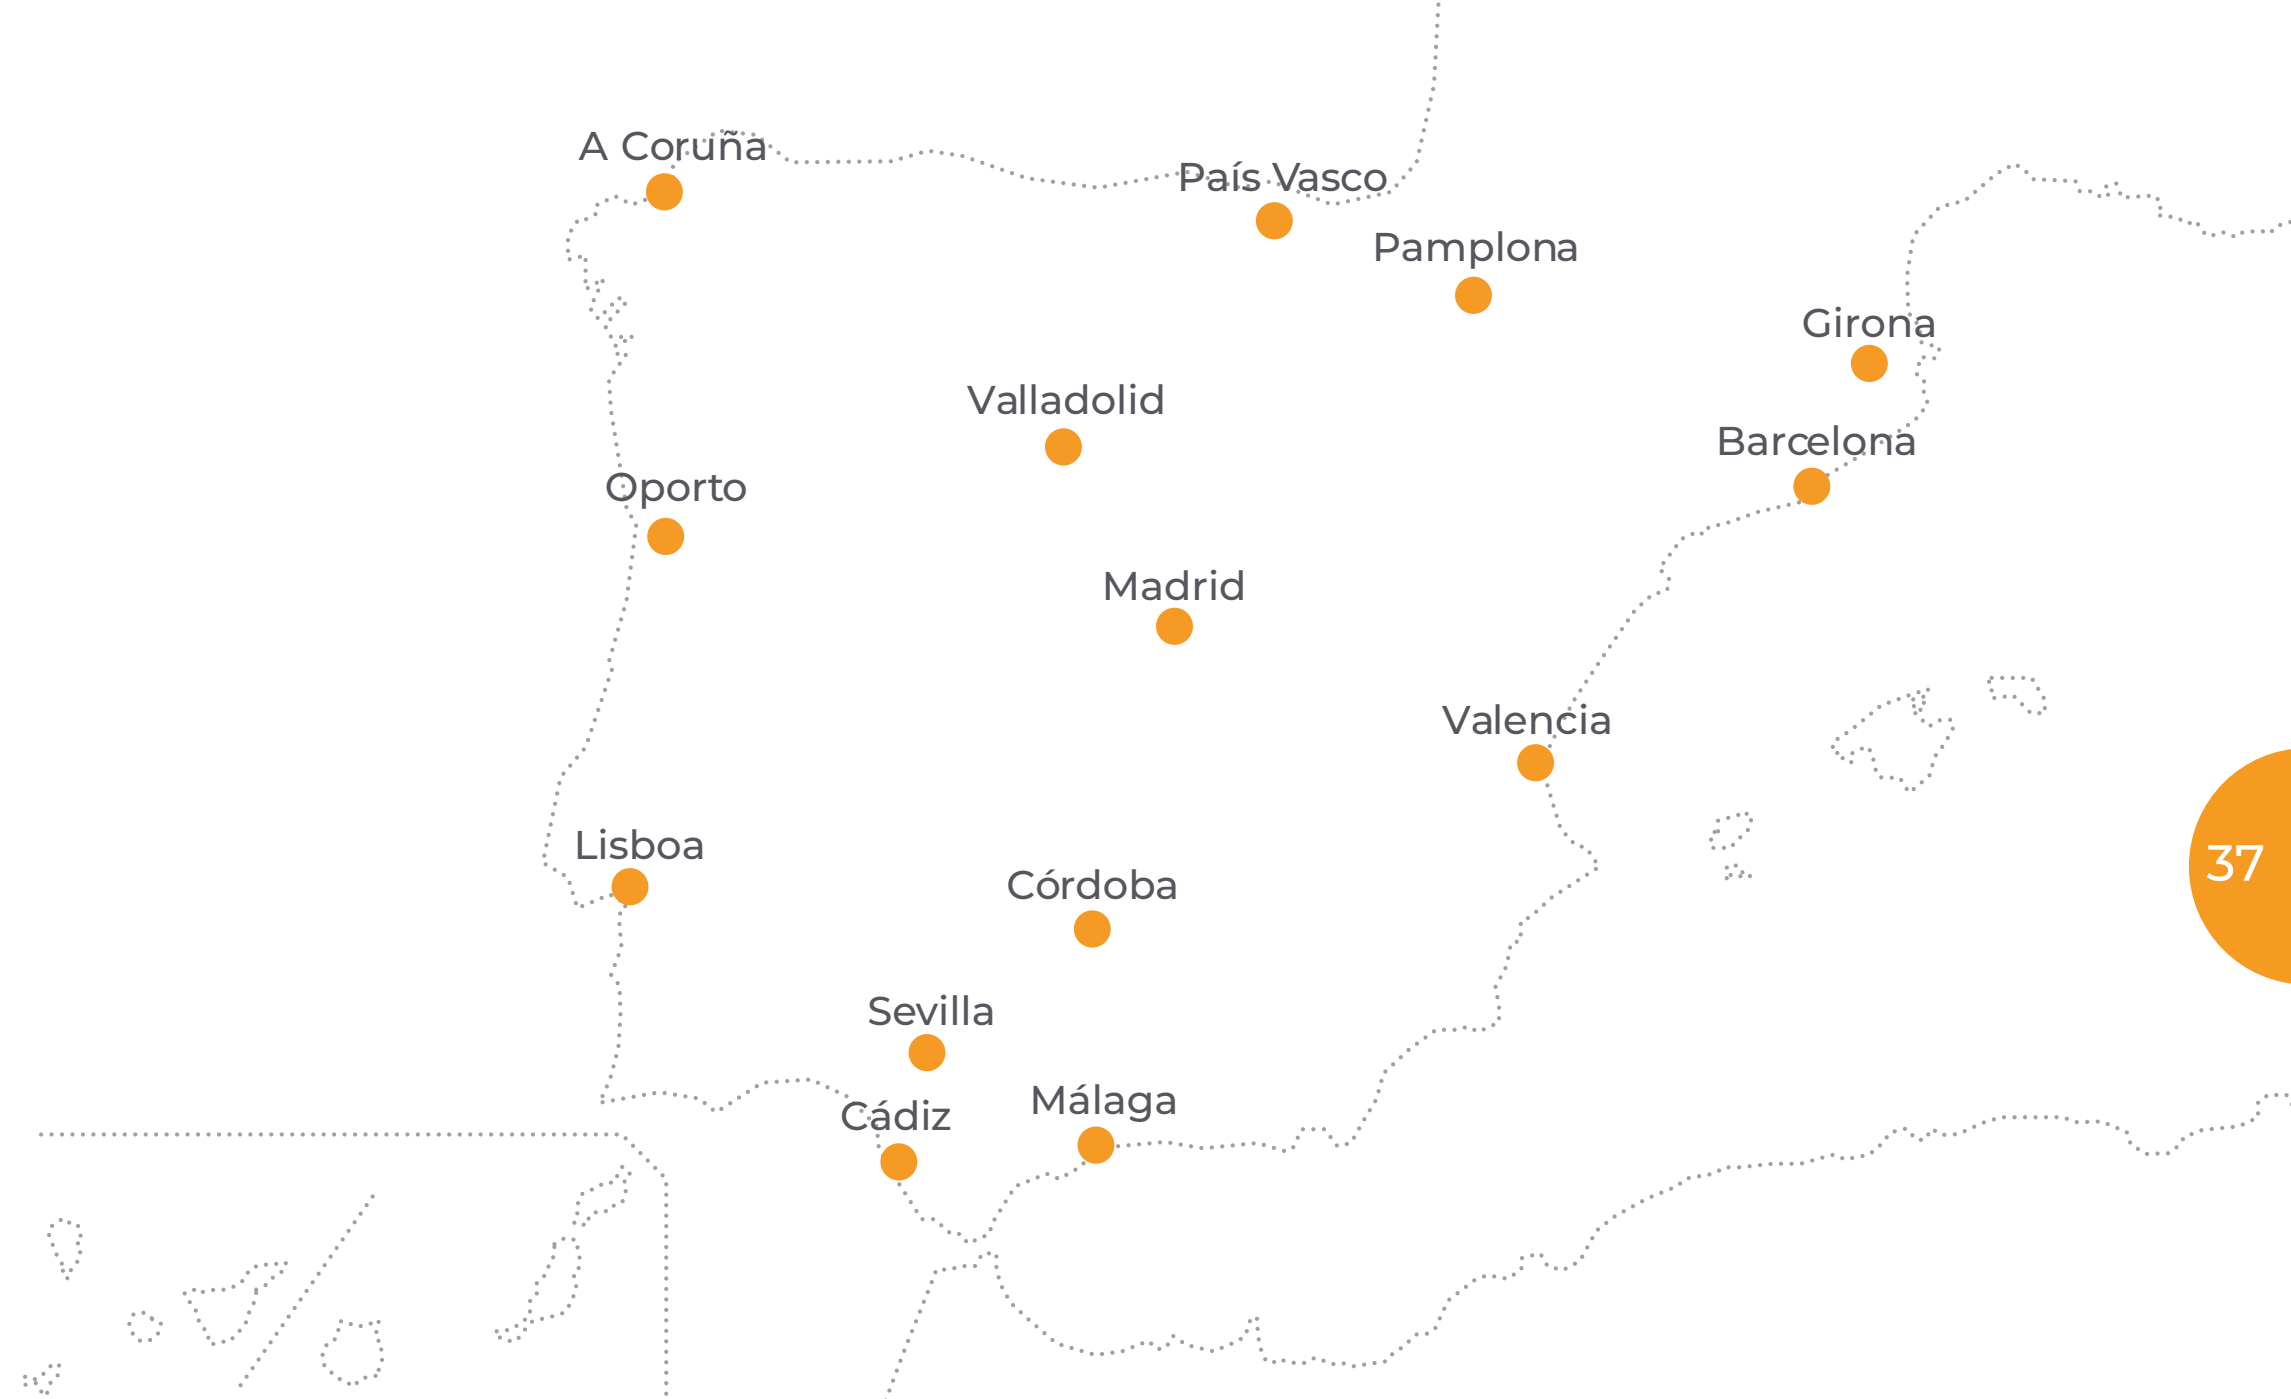 A Coruña
País Vasco
Pamplona
Girona
Valladolid
Barcelona
Oporto
Madrid
Valencia
Lisboa
37
Córdoba
Sevilla
Málaga
Cádiz